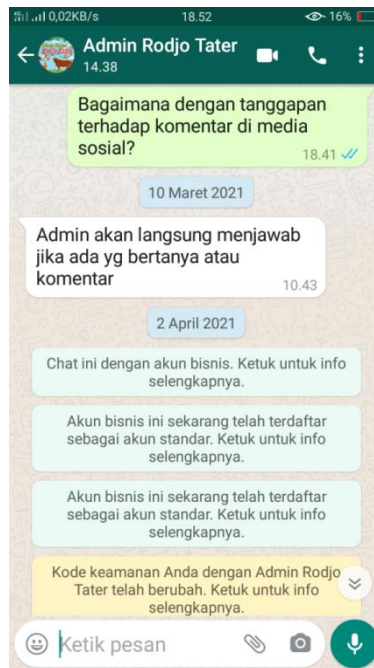 0,02KB/s 18.52 16%
Admin Rodjo Tater
14.38
Bagaimana dengan tanggapan
terhadap komentar di media
sosial?
18.41
10 Maret 2021
Admin akan langsung menjawab
jika ada yg bertanya atau
komentar
10.43
2 April 2021
Chat ini dengan akun bisnis. Ketuk untuk info
selengkapnya.
Akun bisnis ini sekarang telah terdaftar
sebagai akun standar. Ketuk untuk info
selengkapnya.
Akun bisnis ini sekarang telah terdaftar
sebagai akun standar. Ketuk untuk info
selengkapnya.
Kode keamanan Anda dengan Admin Rodjo
Tater telah berubah. Ketuk untuk info
selengkapnya.
Ketik pesan